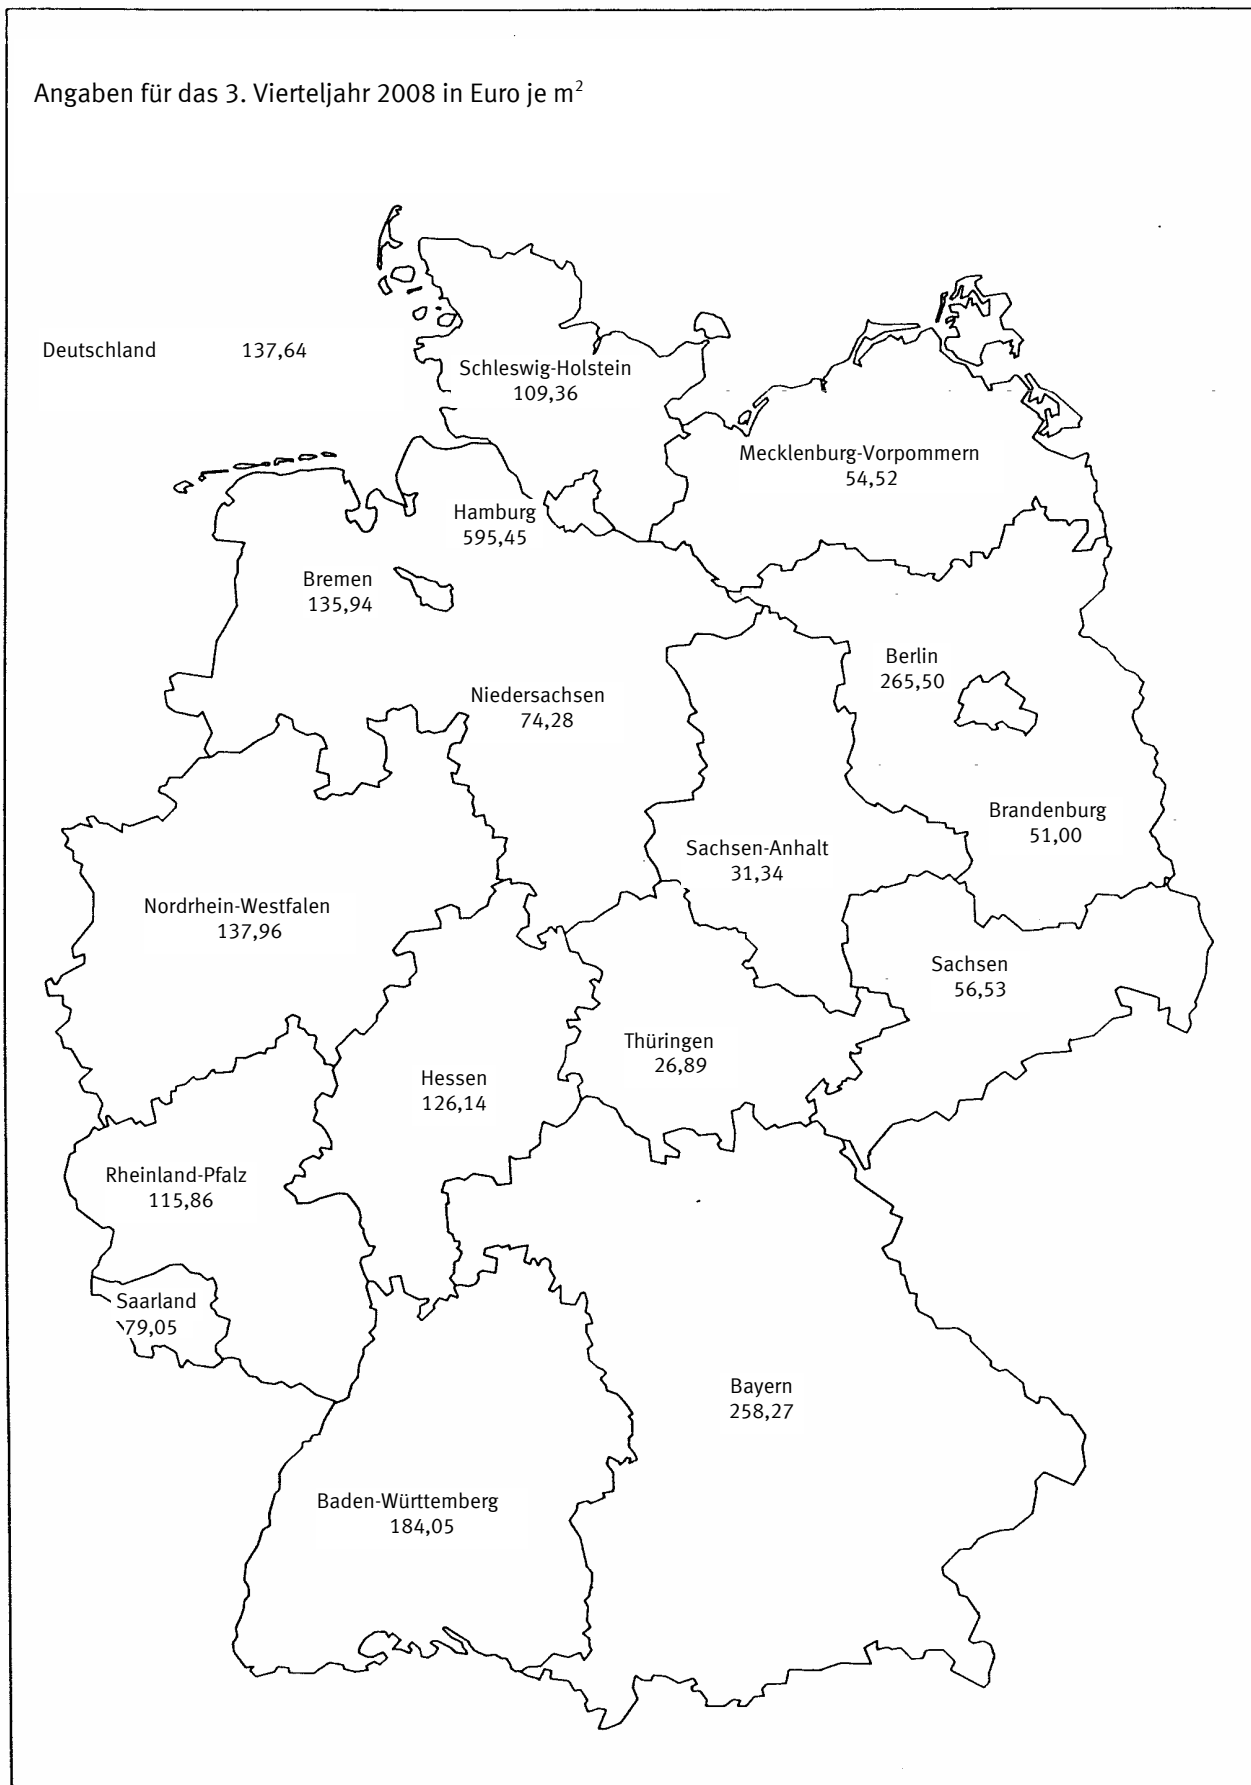 Angaben für das 3. Vierteljahr 2008 in Euro je m²
Deutschland 137,64
Schleswig-Holstein
109,36
Mecklenburg-Vorpommern
54,52
Hamburg
595,45
Bremen
135,94
Berlin
265,50
Niedersachsen
74,28
Brandenburg
51,00
Sachsen-Anhalt
31,34
Nordrhein-Westfalen
137,96
Sachsen
56,53
Thüringen
26,89
Hessen
126,14
Rheinland-Pfalz
115,86
Saarland
79,05
Bayern
258,27
Baden-Württemberg
184,05